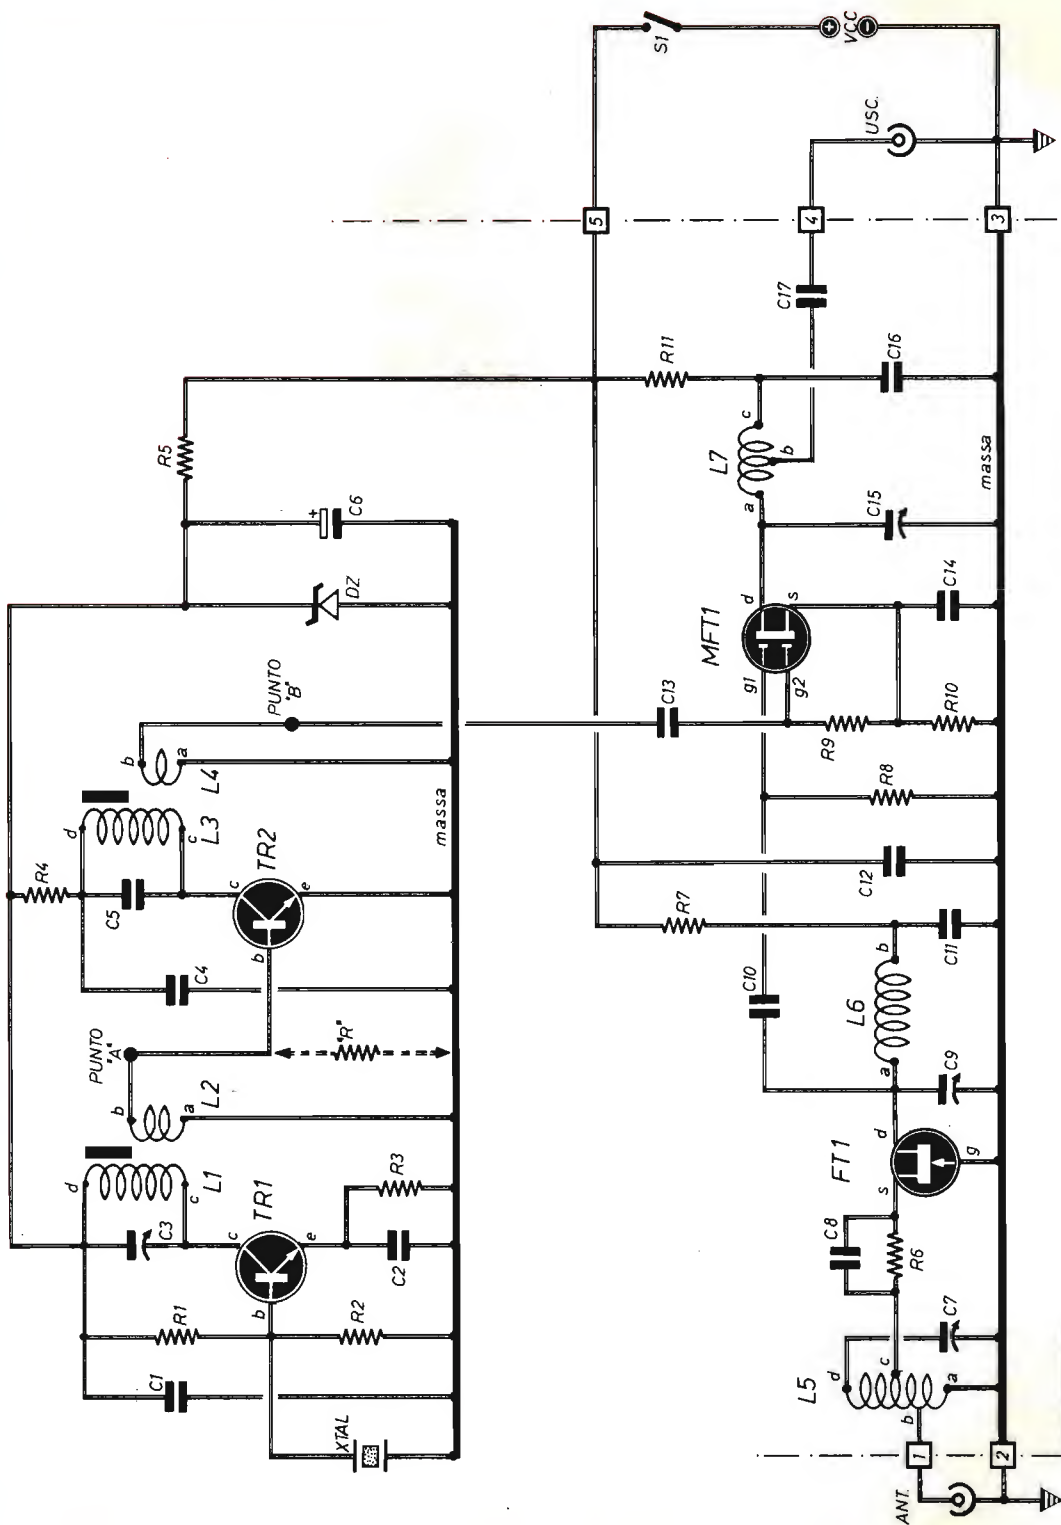 C1
R1
XTAL
R2
C3
d
c
L1
b
a
L2
PUNTO
"A"
TR1
c
b
e
R3
C2
"R"
C4
R4
C5
d
c
L3
b
a
L4
PUNTO
"B"
TR2
c
b
e
massa
DZ
+
C6
R5
ANT.
1
2
L5
d
c
b
a
C7
C8
R6
FT1
s
d
g
C9
L6
a
b
C10
C11
R7
C12
R8
C13
R9
R10
MFT1
g1
g2
d
s
C14
C15
L7
a
b
c
R11
C16
C17
massa
5
4
3
S1
+
-
VCC
USC.